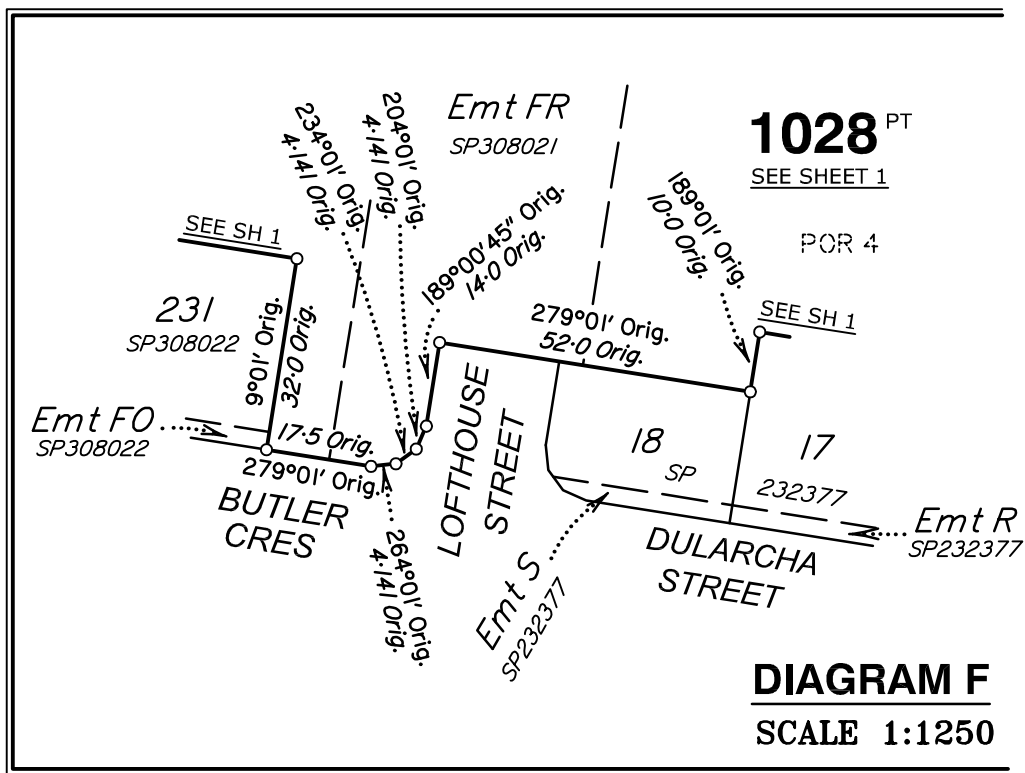 Emt FR
SP308021
1028 PT
SEE SHEET 1
POR 4
204°01' Orig.
4·141 Orig.
234°01' Orig.
4·141 Orig.
189°00'45" Orig.
14·0 Orig.
189°01' Orig.
10·0 Orig.
SEE SH 1
231
SP308022
9°01' Orig.
32·0 Orig.
279°01' Orig.
52·0 Orig.
SEE SH 1
Emt FO
SP308022
17·5 Orig.
279°01' Orig.
BUTLER
CRES
264°01' Orig.
4·141 Orig.
LOFTHOUSE
STREET
18
SP
17
232377
Emt R
SP232377
DULARCHA
STREET
Emt S
SP232377
DIAGRAM F
SCALE 1:1250